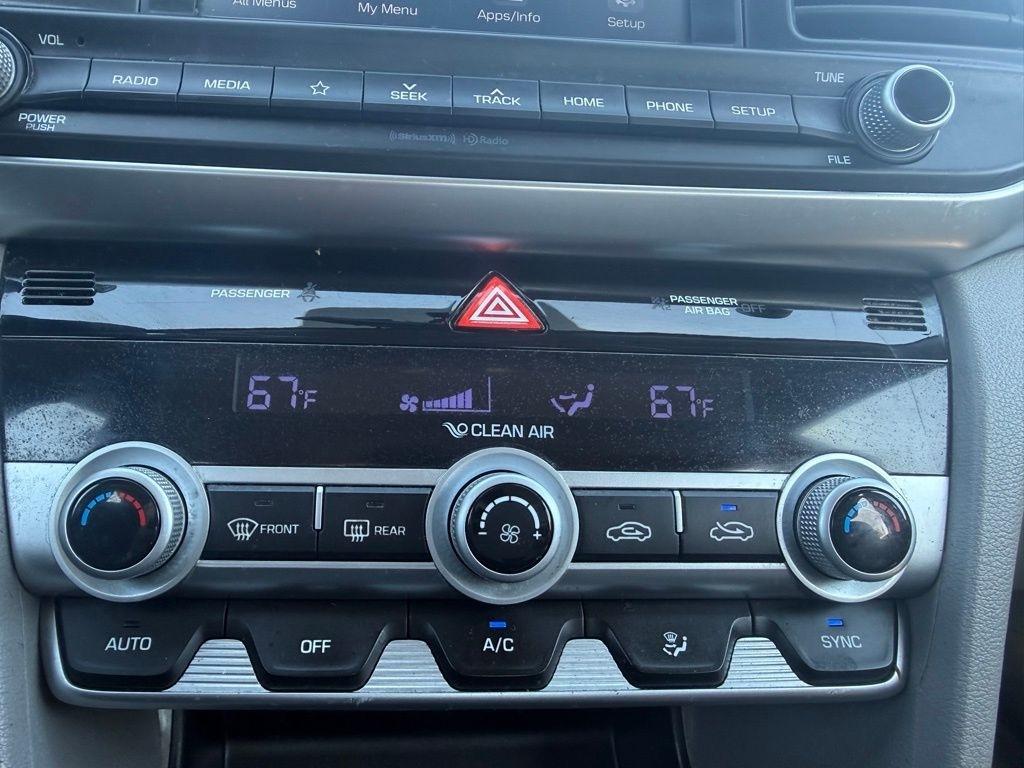 All Menus My Menu Apps/Info Setup
VOL TUNE
RADIO MEDIA SEEK TRACK HOME PHONE SETUP
POWER
PUSH
((SiriusXM)) HD Radio
FILE
PASSENGER
PASSENGER
AIR BAG OFF
67°F 67°F
CLEAN AIR
FRONT REAR - +
AUTO OFF A/C SYNC